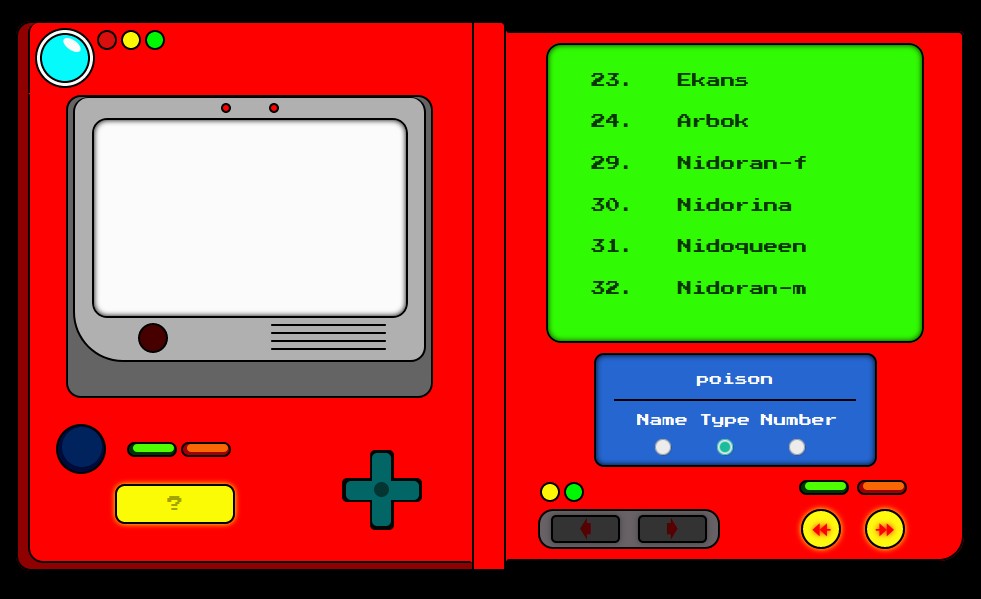 23. Ekans
24. Arbok
29. Nidoran-f
30. Nidorina
31. Nidoqueen
32. Nidoran-m
poison
Name Type Number
?